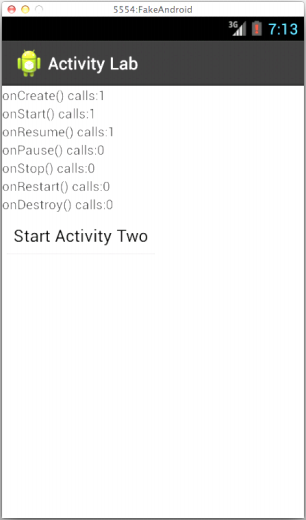 5554:FakeAndroid
3G 7:13
Activity Lab
onCreate() calls:1
onStart() calls:1
onResume() calls:1
onPause() calls:0
onStop() calls:0
onRestart() calls:0
onDestroy() calls:0
Start Activity Two